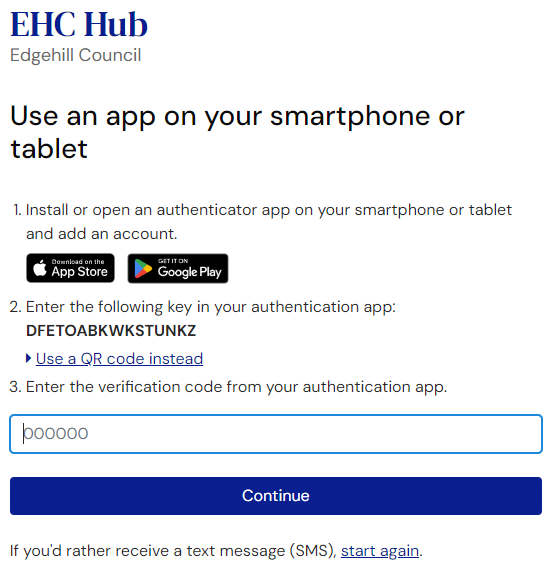 EHC Hub
Edgehill Council
Use an app on your smartphone or
tablet
1. Install or open an authenticator app on your smartphone or tablet
and add an account.
Download on the
App Store
GET IT ON
Google Play
2. Enter the following key in your authentication app:
DFETOABKWKSTUNKZ
Use a QR code instead
3. Enter the verification code from your authentication app.
000000
Continue
If you'd rather receive a text message (SMS), start again.